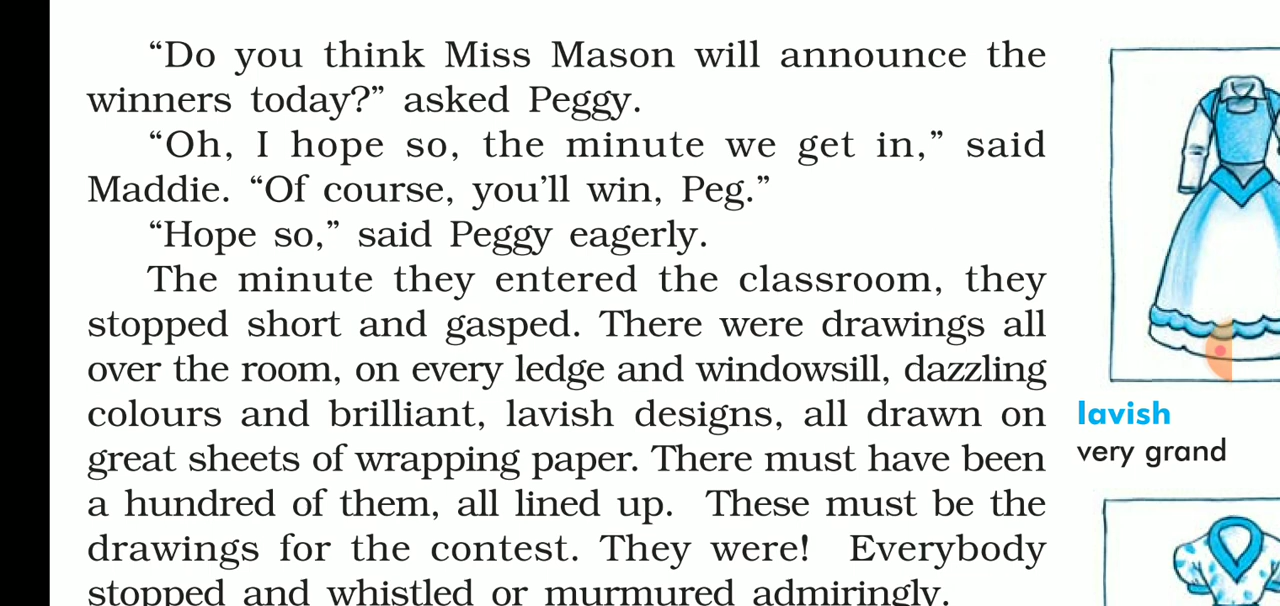 “Do you think Miss Mason will announce the
winners today?” asked Peggy.
“Oh, I hope so, the minute we get in,” said
Maddie. “Of course, you’ll win, Peg.”
“Hope so,” said Peggy eagerly.
The minute they entered the classroom, they
stopped short and gasped. There were drawings all
over the room, on every ledge and windowsill, dazzling
colours and brilliant, lavish designs, all drawn on
great sheets of wrapping paper. There must have been
a hundred of them, all lined up. These must be the
drawings for the contest. They were! Everybody
stopped and whistled or murmured admiringly.
lavish
very grand